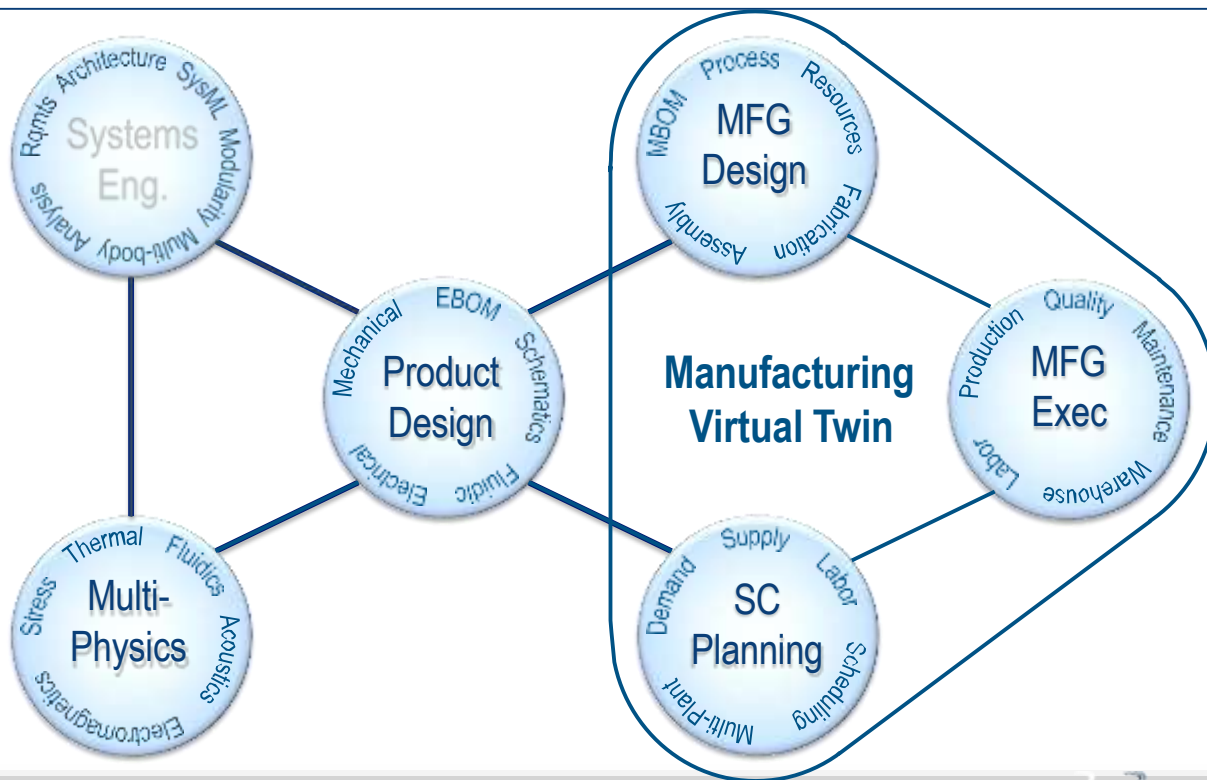 Rqmts Architecture SysML Modularity Multi-body Analysis
Systems
Eng.
MBOM Process Resources Fabrication Assembly
MFG
Design
Mechanical EBOM Schematics Fluidic Electrical
Product
Design
Manufacturing
Virtual Twin
Production Quality Maintenance Warehouse Labor
MFG
Exec
Stress Thermal Fluidics Acoustics Electromagnetics
Multi-
Physics
Demand Supply Labor Scheduling Multi-Plant
SC
Planning